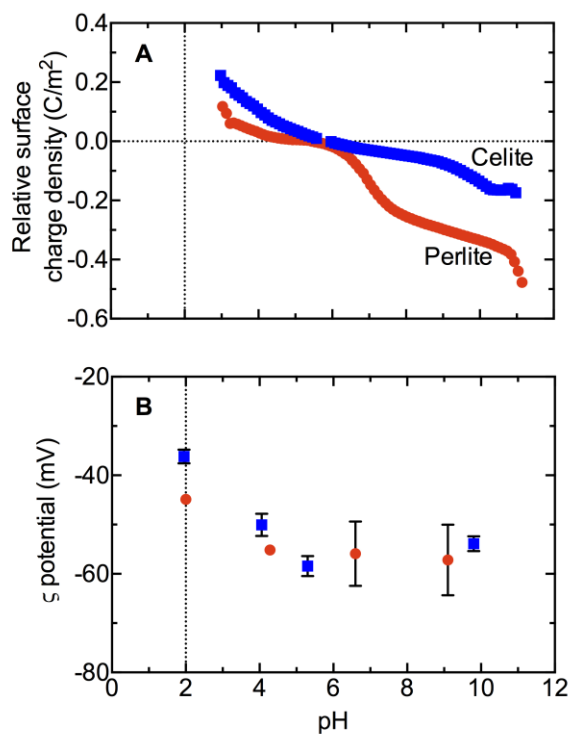 A
Relative surface
charge density (C/m²)
0.4
0.2
0.0
-0.2
-0.4
-0.6
Celite
Perlite
B
ς potential (mV)
-20
-40
-60
-80
0 2 4 6 8 10 12
pH